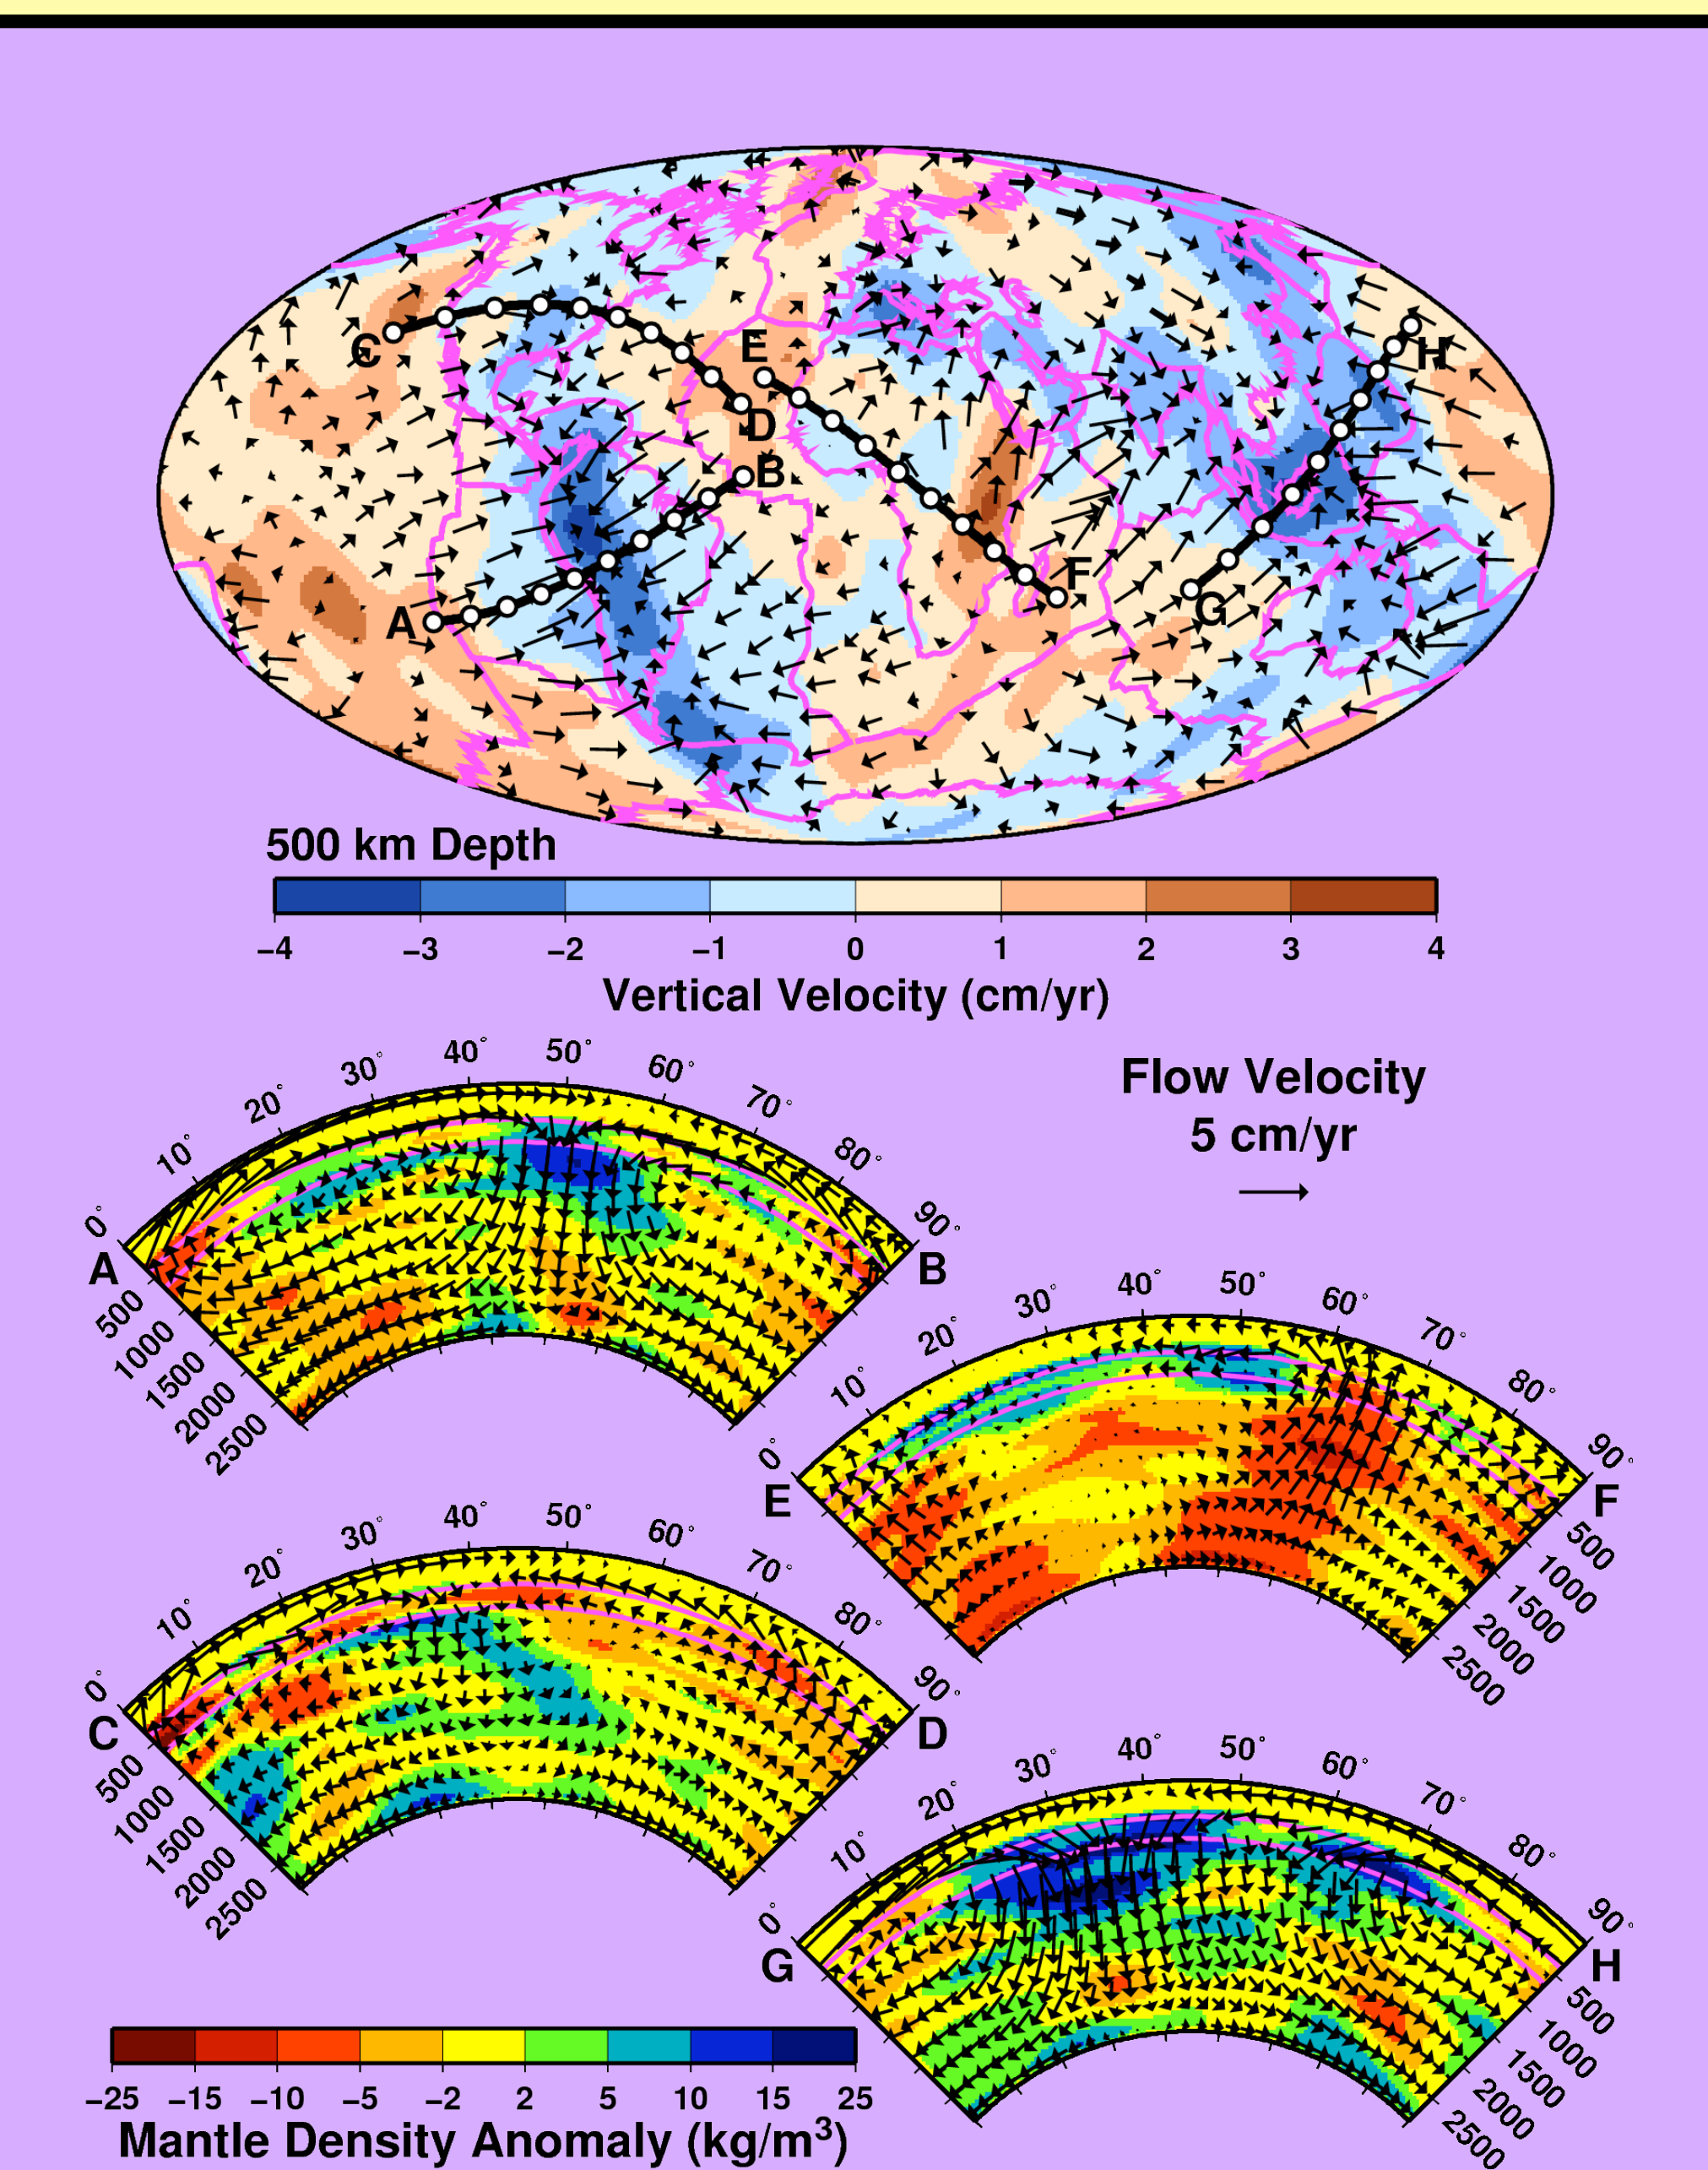 C
E
H
D
B
A
F
G
500 km Depth
−4 −3 −2 −1 0 1 2 3 4
Vertical Velocity (cm/yr)
0° 10° 20° 30° 40° 50° 60° 70° 80° 90°
A B
500 1000 1500 2000 2500
Flow Velocity
5 cm/yr
0° 10° 20° 30° 40° 50° 60° 70° 80° 90°
E F
500 1000 1500 2000 2500
0° 10° 20° 30° 40° 50° 60° 70° 80° 90°
C D
500 1000 1500 2000 2500
0° 10° 20° 30° 40° 50° 60° 70° 80° 90°
G H
500 1000 1500 2000 2500
−25 −15 −10 −5 −2 2 5 10 15 25
Mantle Density Anomaly (kg/m³)